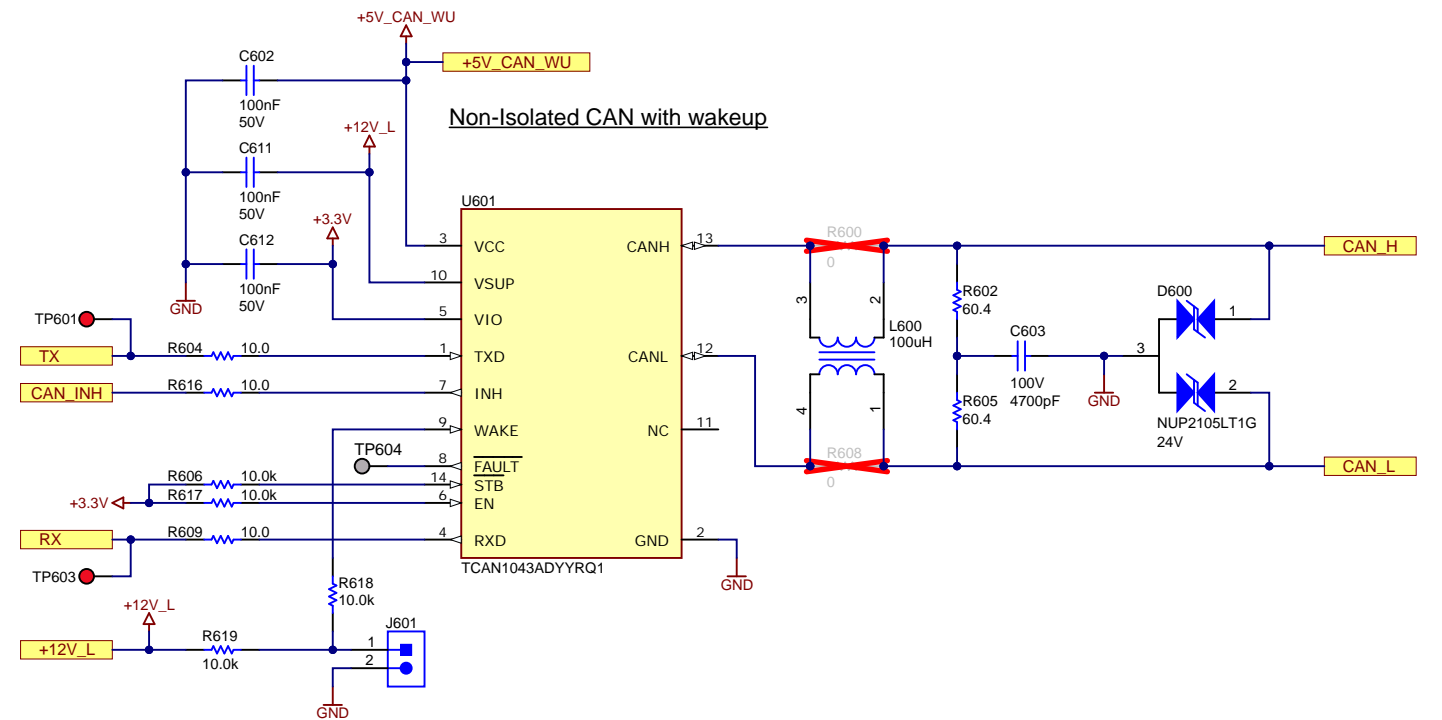 +5V_CAN_WU
+5V_CAN_WU
C602
100nF
50V
Non-Isolated CAN with wakeup
+12V_L
C611
100nF
50V
+3.3V
C612
100nF
50V
GND
U601
3 VCC
10 VSUP
5 VIO
1 TXD
7 INH
9 WAKE
8 FAULT
14 STB
6 EN
4 RXD
CANH 13
CANL 12
NC 11
GND 2
TCAN1043ADYYRQ1
GND
TP601
TX
R604 10.0
CAN_INH
R616 10.0
TP604
+3.3V
R606 10.0k
R617 10.0k
RX
R609 10.0
TP603
+12V_L
+12V_L
R619
10.0k
R618
10.0k
J601
1
2
GND
R600
0
3
2
L600
100uH
4
1
R608
0
R602
60.4
R605
60.4
C603
100V
4700pF
GND
D600
3
1
2
NUP2105LT1G
24V
CAN_H
CAN_L